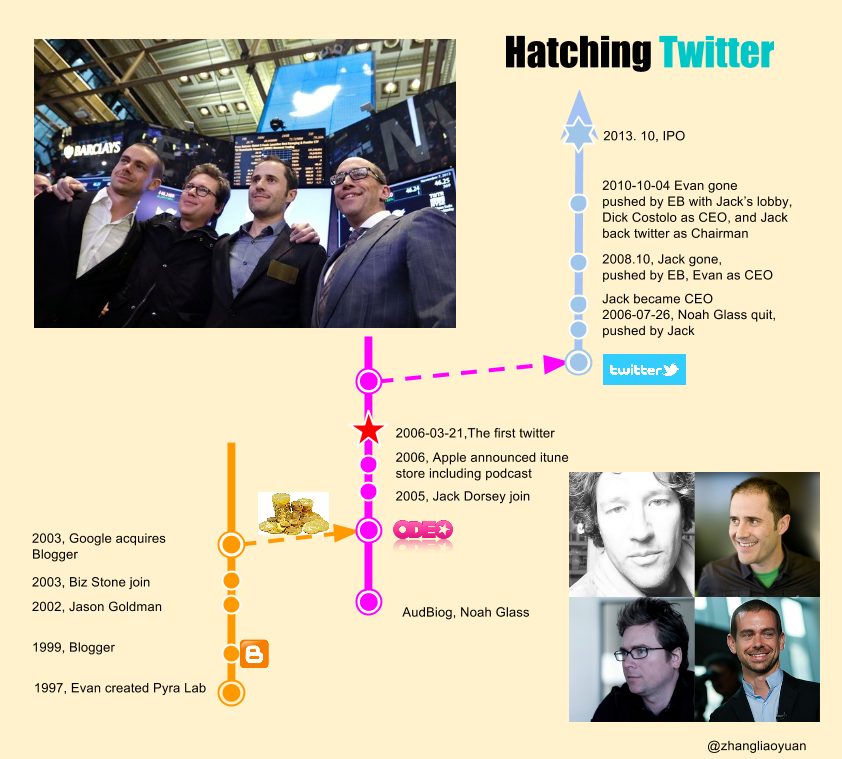 Hatching Twitter
BARCLAYS
2013. 10, IPO
2010-10-04 Evan gone
pushed by EB with Jack's lobby,
Dick Costolo as CEO, and Jack
back twitter as Chairman
2008.10, Jack gone,
pushed by EB, Evan as CEO
Jack became CEO
2006-07-26, Noah Glass quit,
pushed by Jack
twitter
2006-03-21,The first twitter
2006, Apple announced itune
store including podcast
2005, Jack Dorsey join
ODEO
AudBiog, Noah Glass
2003, Google acquires
Blogger
2003, Biz Stone join
2002, Jason Goldman
1999, Blogger
B
1997, Evan created Pyra Lab
@zhangliaoyuan